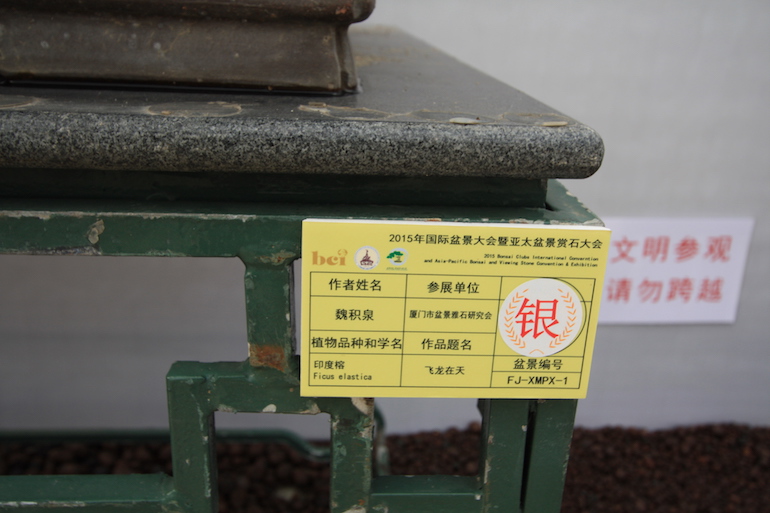 2015年国际盆景大会暨亚太盆景赏石大会
bci
2015 Bonsai Clubs International Convention
and Asia-Pacific Bonsai and Viewing Stone Convention & Exhibition
作者姓名 参展单位
魏积泉 厦门市盆景雅石研究会
银
植物品种和学名 作品题名 盆景编号
印度榕
Ficus elastica
飞龙在天 FJ-XMPX-1
文明参观
请勿跨越